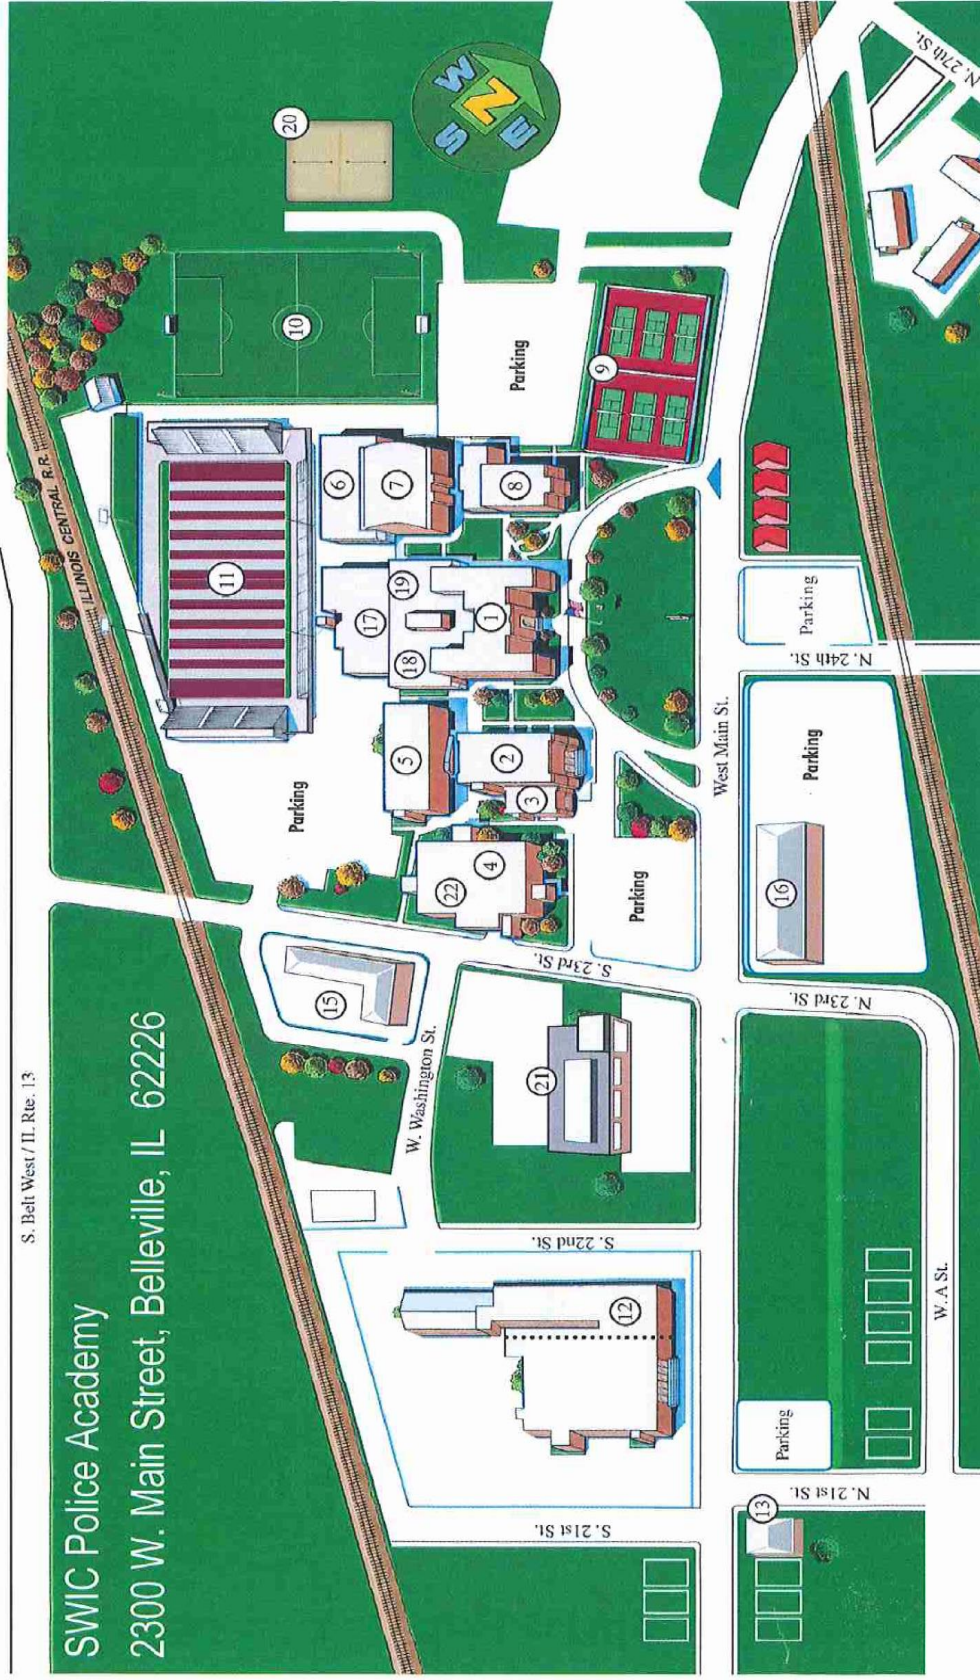 S. Belt West / IL Rte. 13
SWIC Police Academy
2300 W. Main Street, Belleville, IL 62226
ILLINOIS CENTRAL R.R.
11
10
20
S
W
N
E
Parking
6
7
8
Parking
9
17
19
18
1
5
2
3
4
22
Parking
15
W. Washington St.
S. 23rd St.
21
S. 22nd St.
12
S. 21st St.
West Main St.
N. 27th St.
Parking
N. 24th St.
Parking
16
N. 23rd St.
Parking
W. A St.
N. 21st St.
13